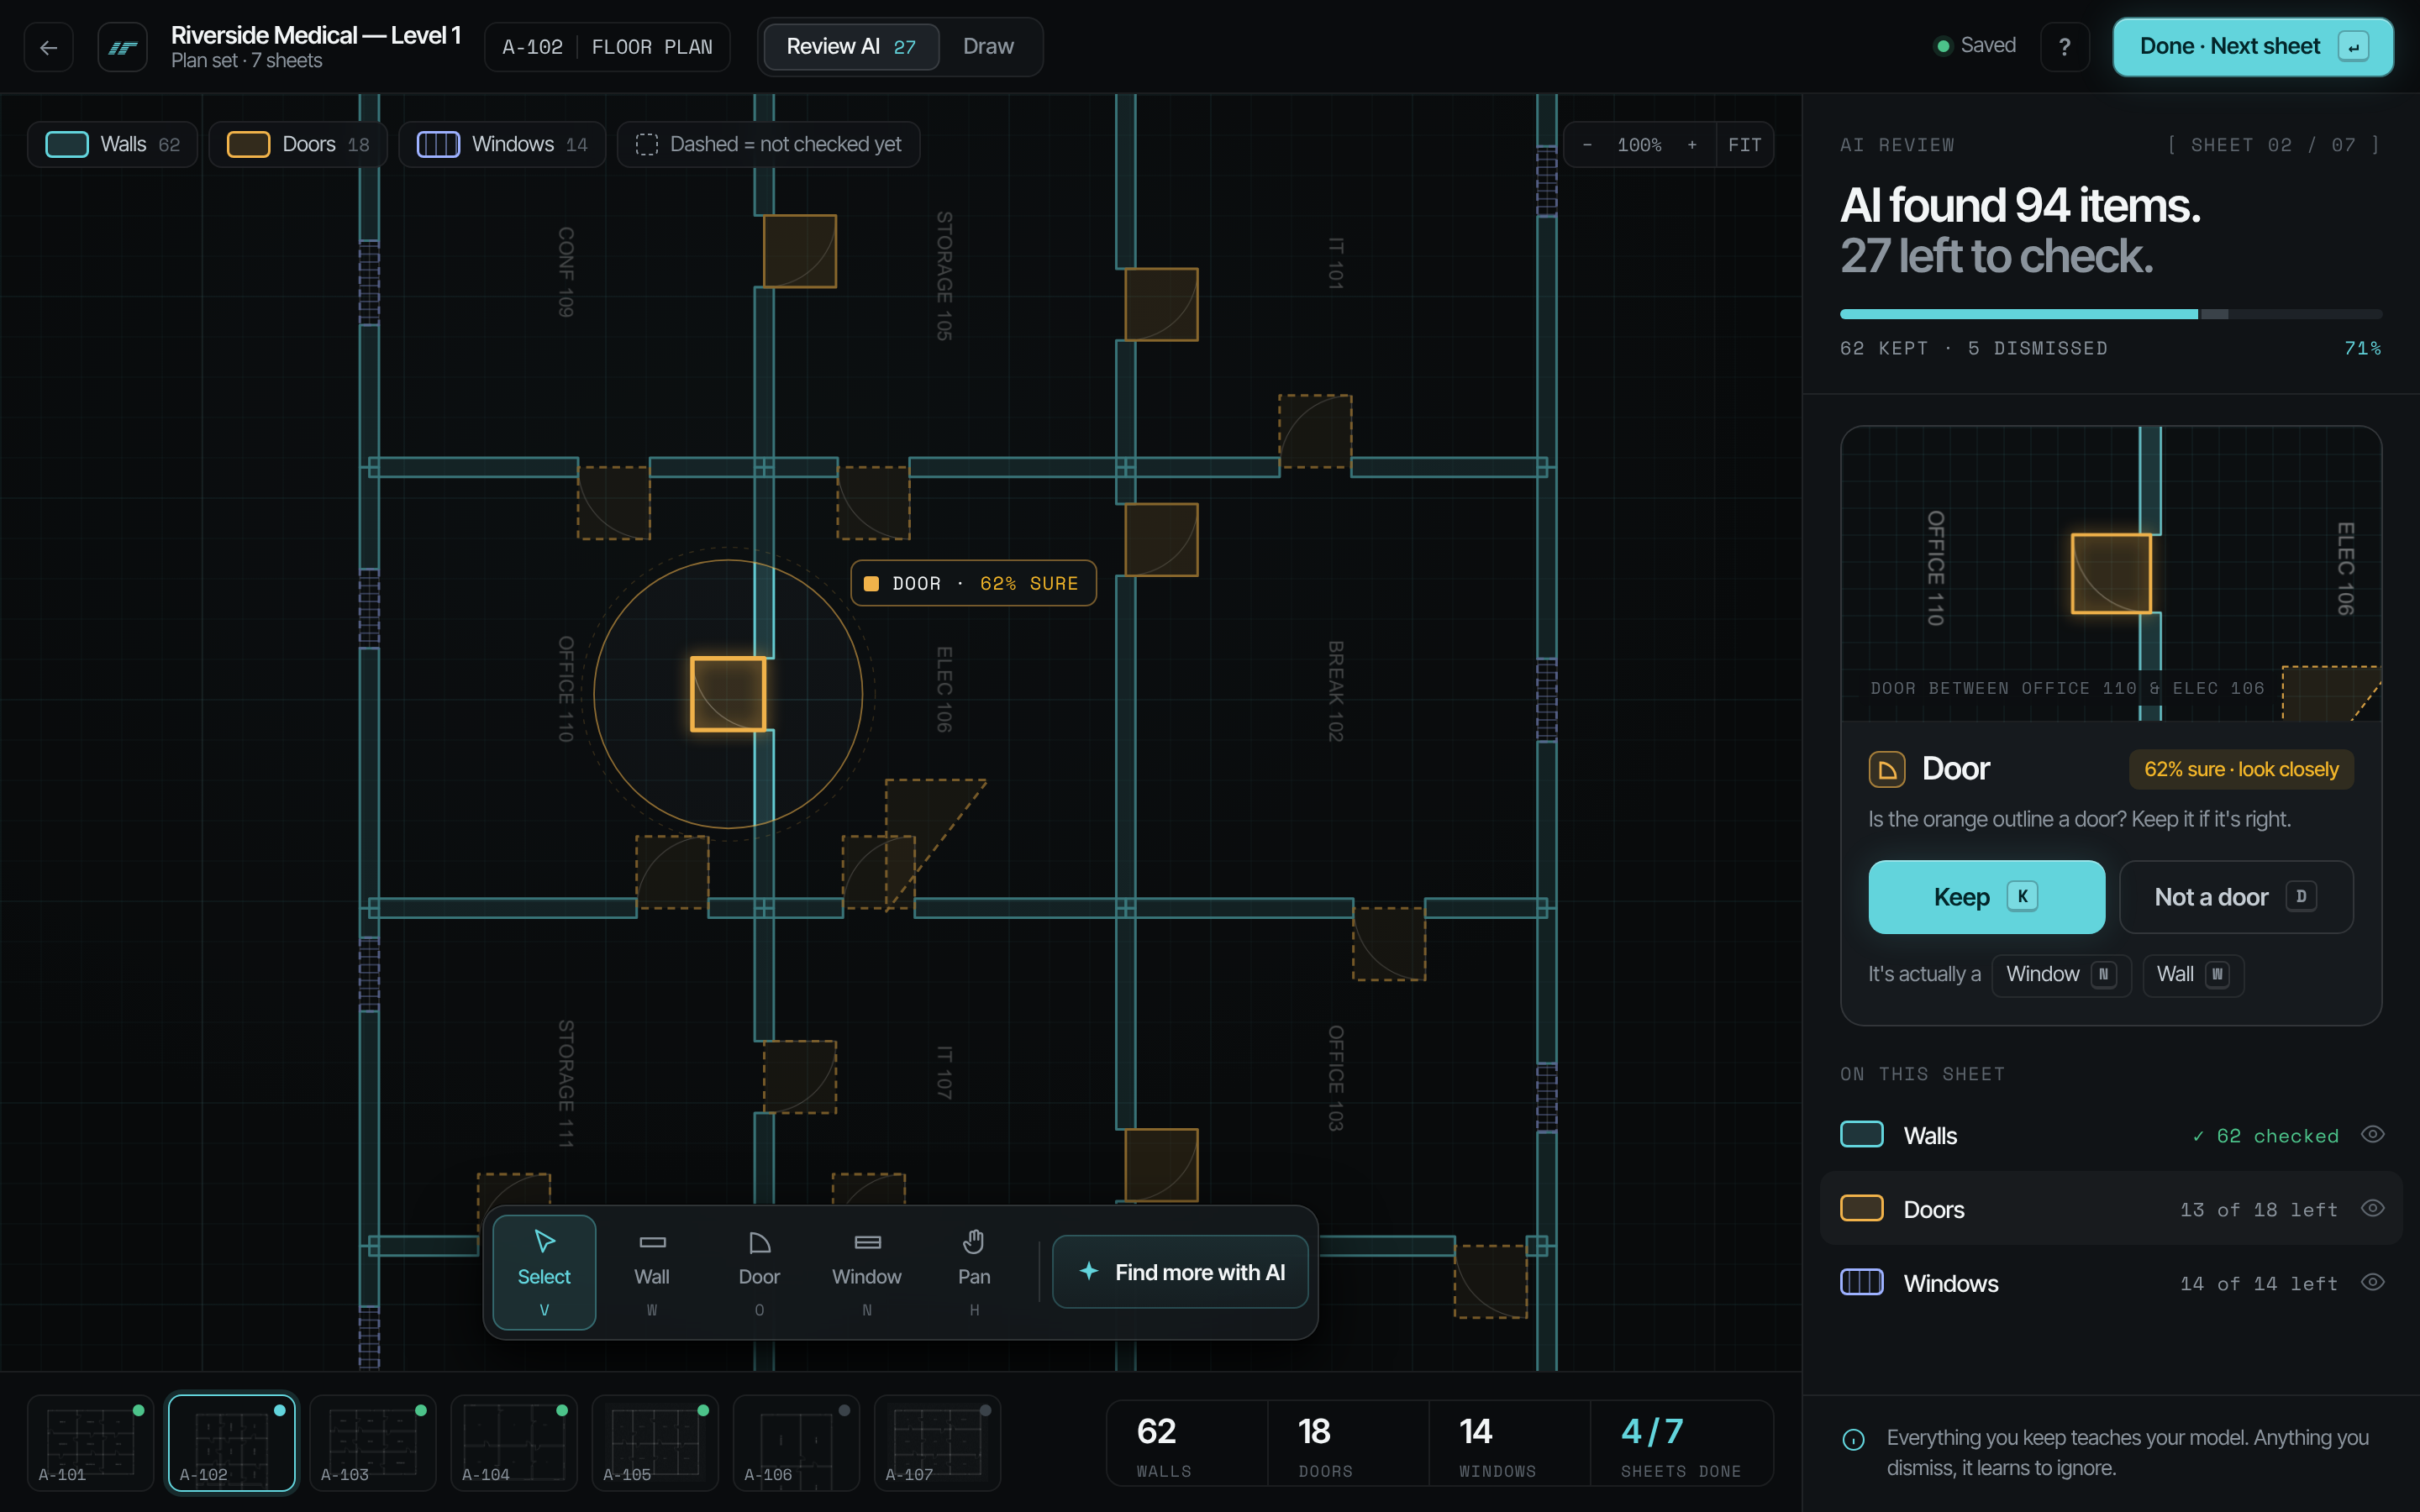 Riverside Medical — Level 1
Plan set · 7 sheets
A-102 FLOOR PLAN
Review AI 27
Draw
Saved
?
Done · Next sheet ↵
Walls 62
Doors 18
Windows 14
Dashed = not checked yet
− 100% + FIT
CONF 109
STORAGE 105
IT 101
DOOR · 62% SURE
OFFICE 110
ELEC 106
BREAK 102
STORAGE 111
IT 107
OFFICE 103
Select V
Wall W
Door O
Window N
Pan H
Find more with AI
A-101
A-102
A-103
A-104
A-105
A-106
A-107
62 WALLS
18 DOORS
14 WINDOWS
4/7 SHEETS DONE
AI REVIEW
[ SHEET 02 / 07 ]
AI found 94 items.
27 left to check.
62 KEPT · 5 DISMISSED
71%
OFFICE 110
ELEC 106
DOOR BETWEEN OFFICE 110 & ELEC 106
Door
62% sure · look closely
Is the orange outline a door? Keep it if it's right.
Keep K
Not a door D
It's actually a Window N Wall W
ON THIS SHEET
Walls ✓ 62 checked
Doors 13 of 18 left
Windows 14 of 14 left
Everything you keep teaches your model. Anything you
dismiss, it learns to ignore.